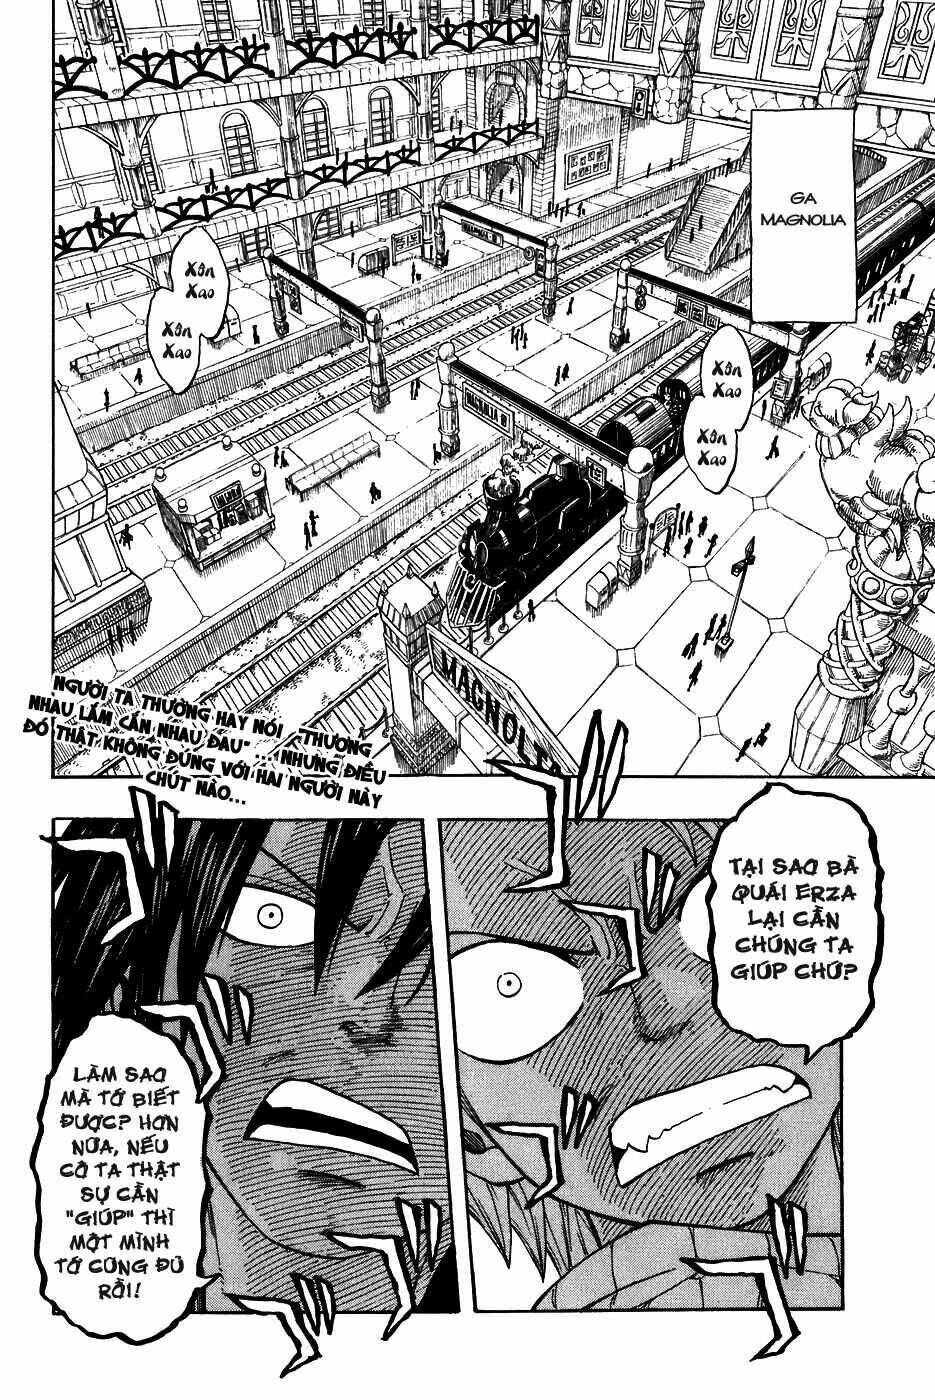 GA
MAGNOLIA
Xôn
Xao
Xôn
Xao
Xôn
Xao
Xôn
Xao
MAGNOLIA
MAGNOLIA
NGƯỜI TA THƯỜNG HAY NÓI "THƯƠNG
NHAU LẮM CẮN NHAU ĐAU" ... NHƯNG ĐIỀU
ĐÓ THẬT KHÔNG ĐÚNG VỚI HAI NGƯỜI NÀY
CHÚT NÀO...
TẠI SAO BÀ
QUÁI ERZA
LẠI CẦN
CHÚNG TA
GIÚP CHỨ?
LÀM SAO
MÀ TỚ BIẾT
ĐƯỢC? HƠN
NỮA, NẾU
CÔ TA THẬT
SỰ CẦN
"GIÚP" THÌ
MỘT MÌNH
TỚ CŨNG ĐỦ
RỒI!